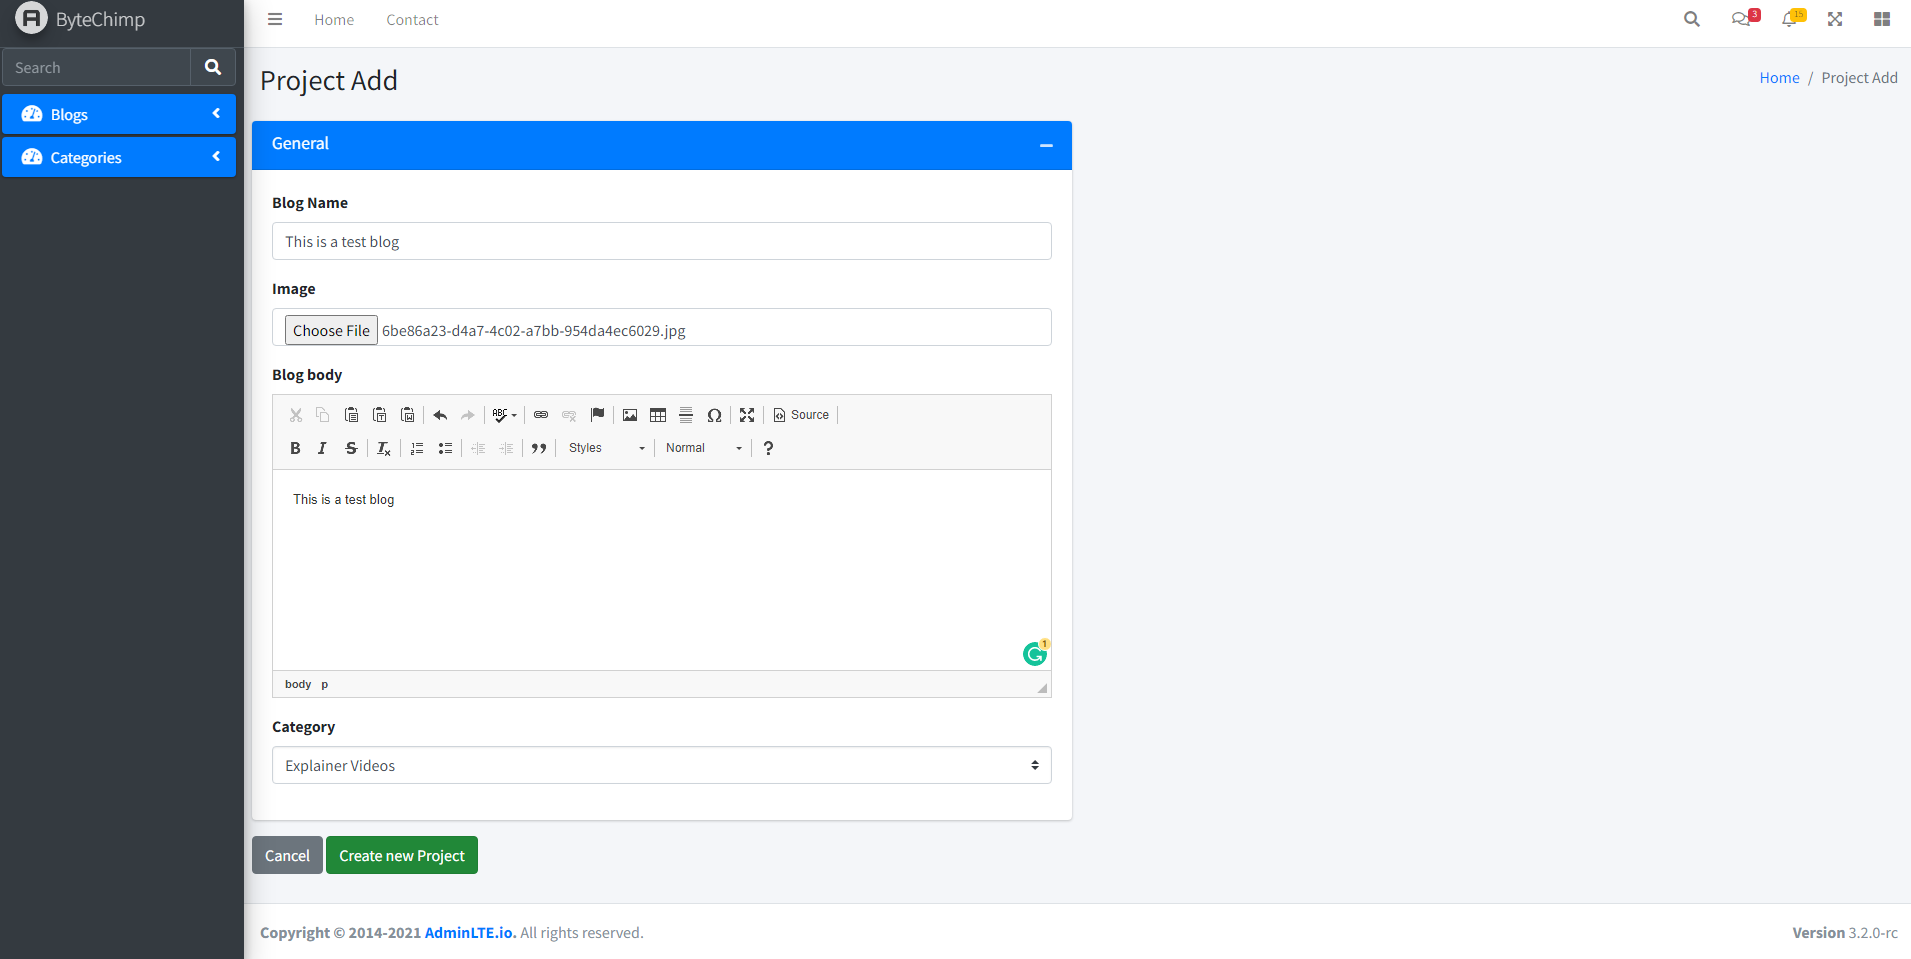 ByteChimp
Home
Contact
3
15
Search
Project Add
Home / Project Add
Blogs
Categories
General
Blog Name
This is a test blog
Image
Choose File 6be86a23-d4a7-4c02-a7bb-954da4ec6029.jpg
Blog body
ABC
Source
Styles
Normal
This is a test blog
1
body p
Category
Explainer Videos
Cancel
Create new Project
Copyright © 2014-2021 AdminLTE.io. All rights reserved.
Version 3.2.0-rc